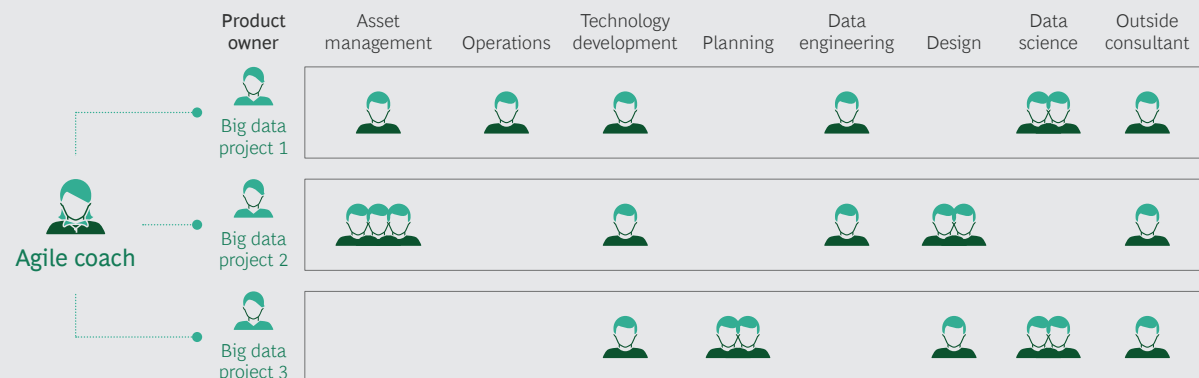 Product
owner
Asset
management
Operations
Technology
development
Planning
Data
engineering
Design
Data
science
Outside
consultant
Big data
project 1
Agile coach
Big data
project 2
Big data
project 3